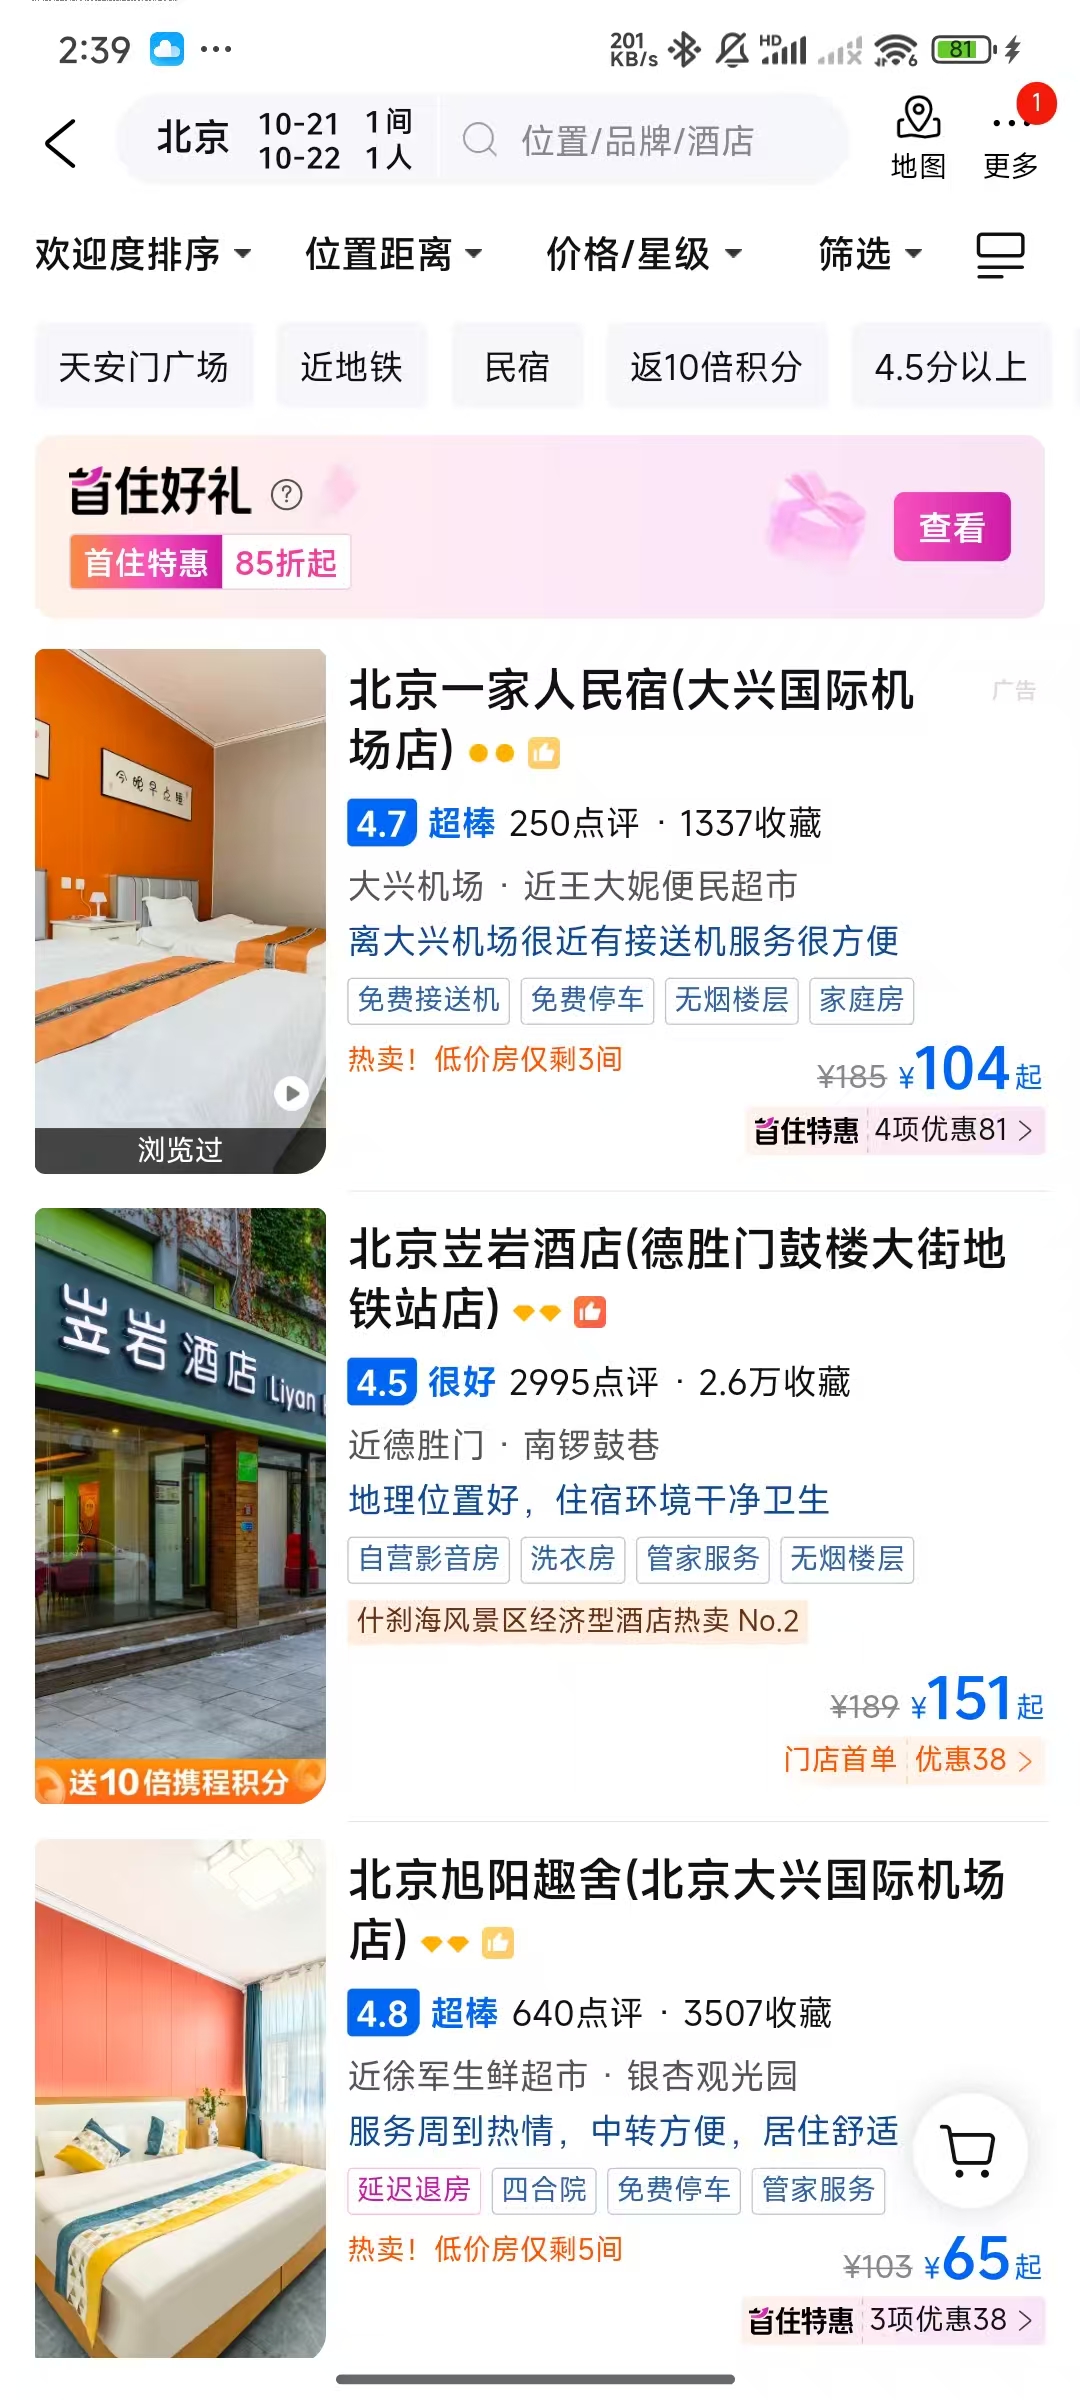 2:39
201 KB/s
HD
6
81
北京
10-21
10-22
1间
1人
位置/品牌/酒店
地图
1
更多
欢迎度排序
位置距离
价格/星级
筛选
天安门广场
近地铁
民宿
返10倍积分
4.5分以上
首住好礼 ?
首住特惠 85折起
查看
今晚早点睡
浏览过
北京一家人民宿(大兴国际机
场店)
广告
4.7 超棒 250点评 · 1337收藏
大兴机场 · 近王大妮便民超市
离大兴机场很近有接送机服务很方便
免费接送机 免费停车 无烟楼层 家庭房
热卖！低价房仅剩3间
¥185 ¥104起
首住特惠 4项优惠81 >
岦岩酒店 Liyan
送10倍携程积分
北京岦岩酒店(德胜门鼓楼大街地
铁站店)
4.5 很好 2995点评 · 2.6万收藏
近德胜门 · 南锣鼓巷
地理位置好，住宿环境干净卫生
自营影音房 洗衣房 管家服务 无烟楼层
什刹海风景区经济型酒店热卖 No.2
¥189 ¥151起
门店首单 优惠38 >
北京旭阳趣舍(北京大兴国际机场
店)
4.8 超棒 640点评 · 3507收藏
近徐军生鲜超市 · 银杏观光园
服务周到热情，中转方便，居住舒适
延迟退房 四合院 免费停车 管家服务
热卖！低价房仅剩5间
¥103 ¥65起
首住特惠 3项优惠38 >